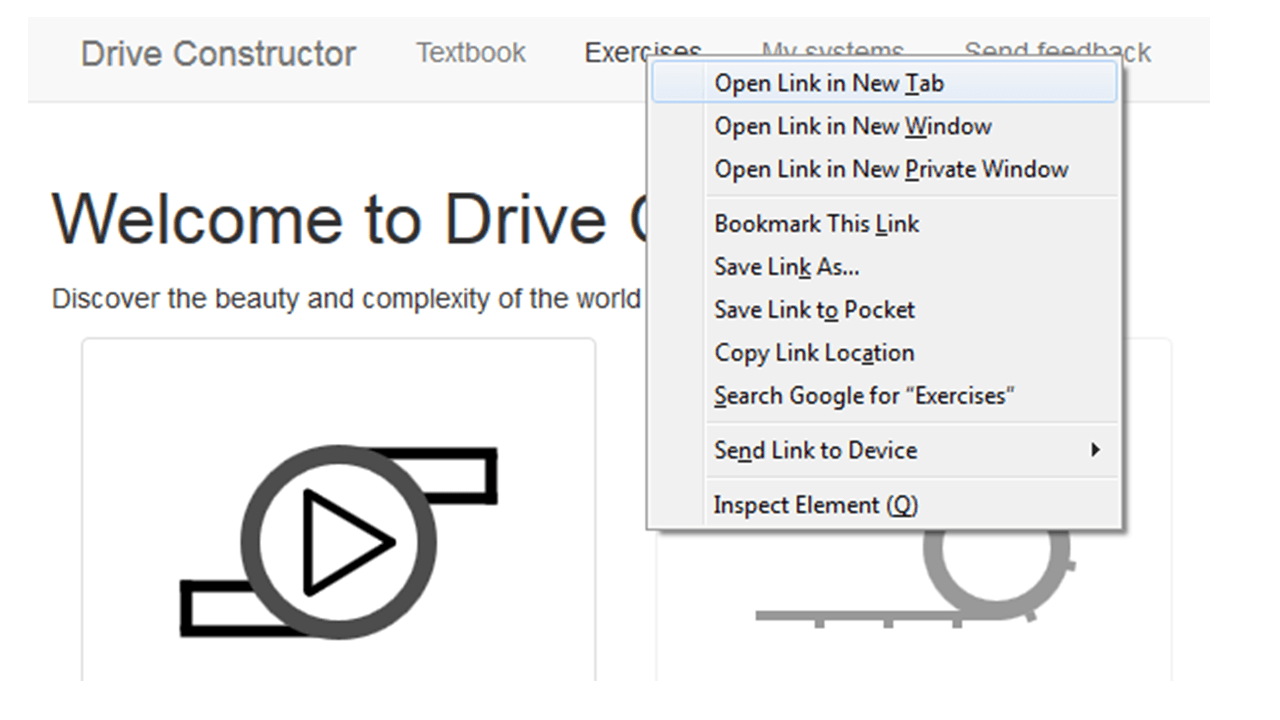 Drive Constructor Textbook Exercises My systems Send feedback
Open Link in New Tab
Open Link in New Window
Open Link in New Private Window
Welcome to Drive
Bookmark This Link
Save Link As...
Discover the beauty and complexity of the world
Save Link to Pocket
Copy Link Location
Search Google for “Exercises”
Send Link to Device
Inspect Element (Q)